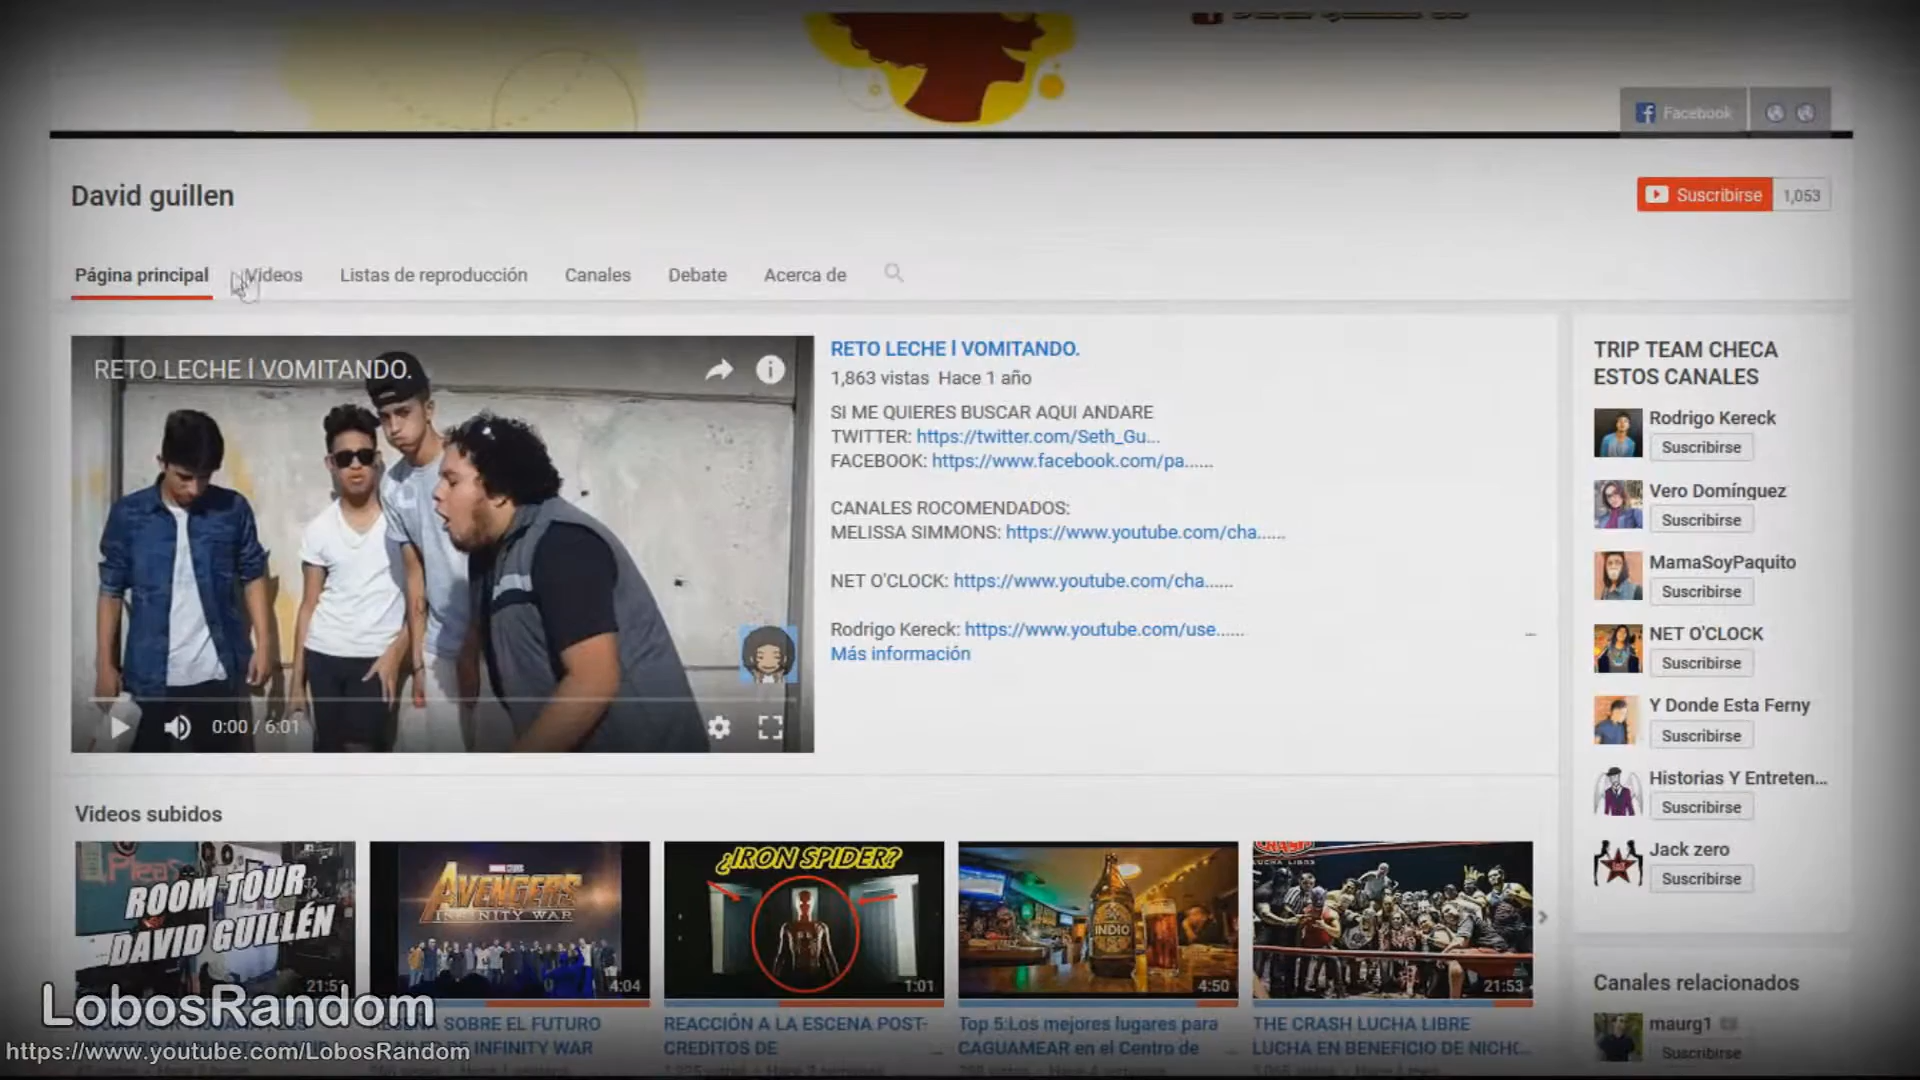 Facebook
David guillen
Suscribirse 1,053
Página principal Videos Listas de reproducción Canales Debate Acerca de
RETO LECHE l VOMITANDO.
0:00 / 6:01
RETO LECHE l VOMITANDO.
1,863 vistas Hace 1 año
SI ME QUIERES BUSCAR AQUI ANDARE
TWITTER: https://twitter.com/Seth_Gu...
FACEBOOK: https://www.facebook.com/pa......
CANALES ROCOMENDADOS:
MELISSA SIMMONS: https://www.youtube.com/cha......
NET O'CLOCK: https://www.youtube.com/cha......
Rodrigo Kereck: https://www.youtube.com/use......
Más información
TRIP TEAM CHECA
ESTOS CANALES
Rodrigo Kereck
Suscribirse
Vero Domínguez
Suscribirse
MamaSoyPaquito
Suscribirse
NET O'CLOCK
Suscribirse
Y Donde Esta Ferny
Suscribirse
Historias Y Entreten...
Suscribirse
Jack zero
Suscribirse
Canales relacionados
maurg1
Suscribirse
Videos subidos
ROOM TOUR
DAVID GUILLÉN
21:51
AVENGERS
INFINITY WAR
4:04
¿IRON SPIDER?
1:01
INDIO
4:50
LUCHA LIBRE
21:53
SOBRE EL FUTURO
DE INFINITY WAR
REACCIÓN A LA ESCENA POST-
CREDITOS DE
Top 5:Los mejores lugares para
CAGUAMEAR en el Centro de
THE CRASH LUCHA LIBRE
LUCHA EN BENEFICIO DE NICHO...
LobosRandom
https://www.youtube.com/LobosRandom